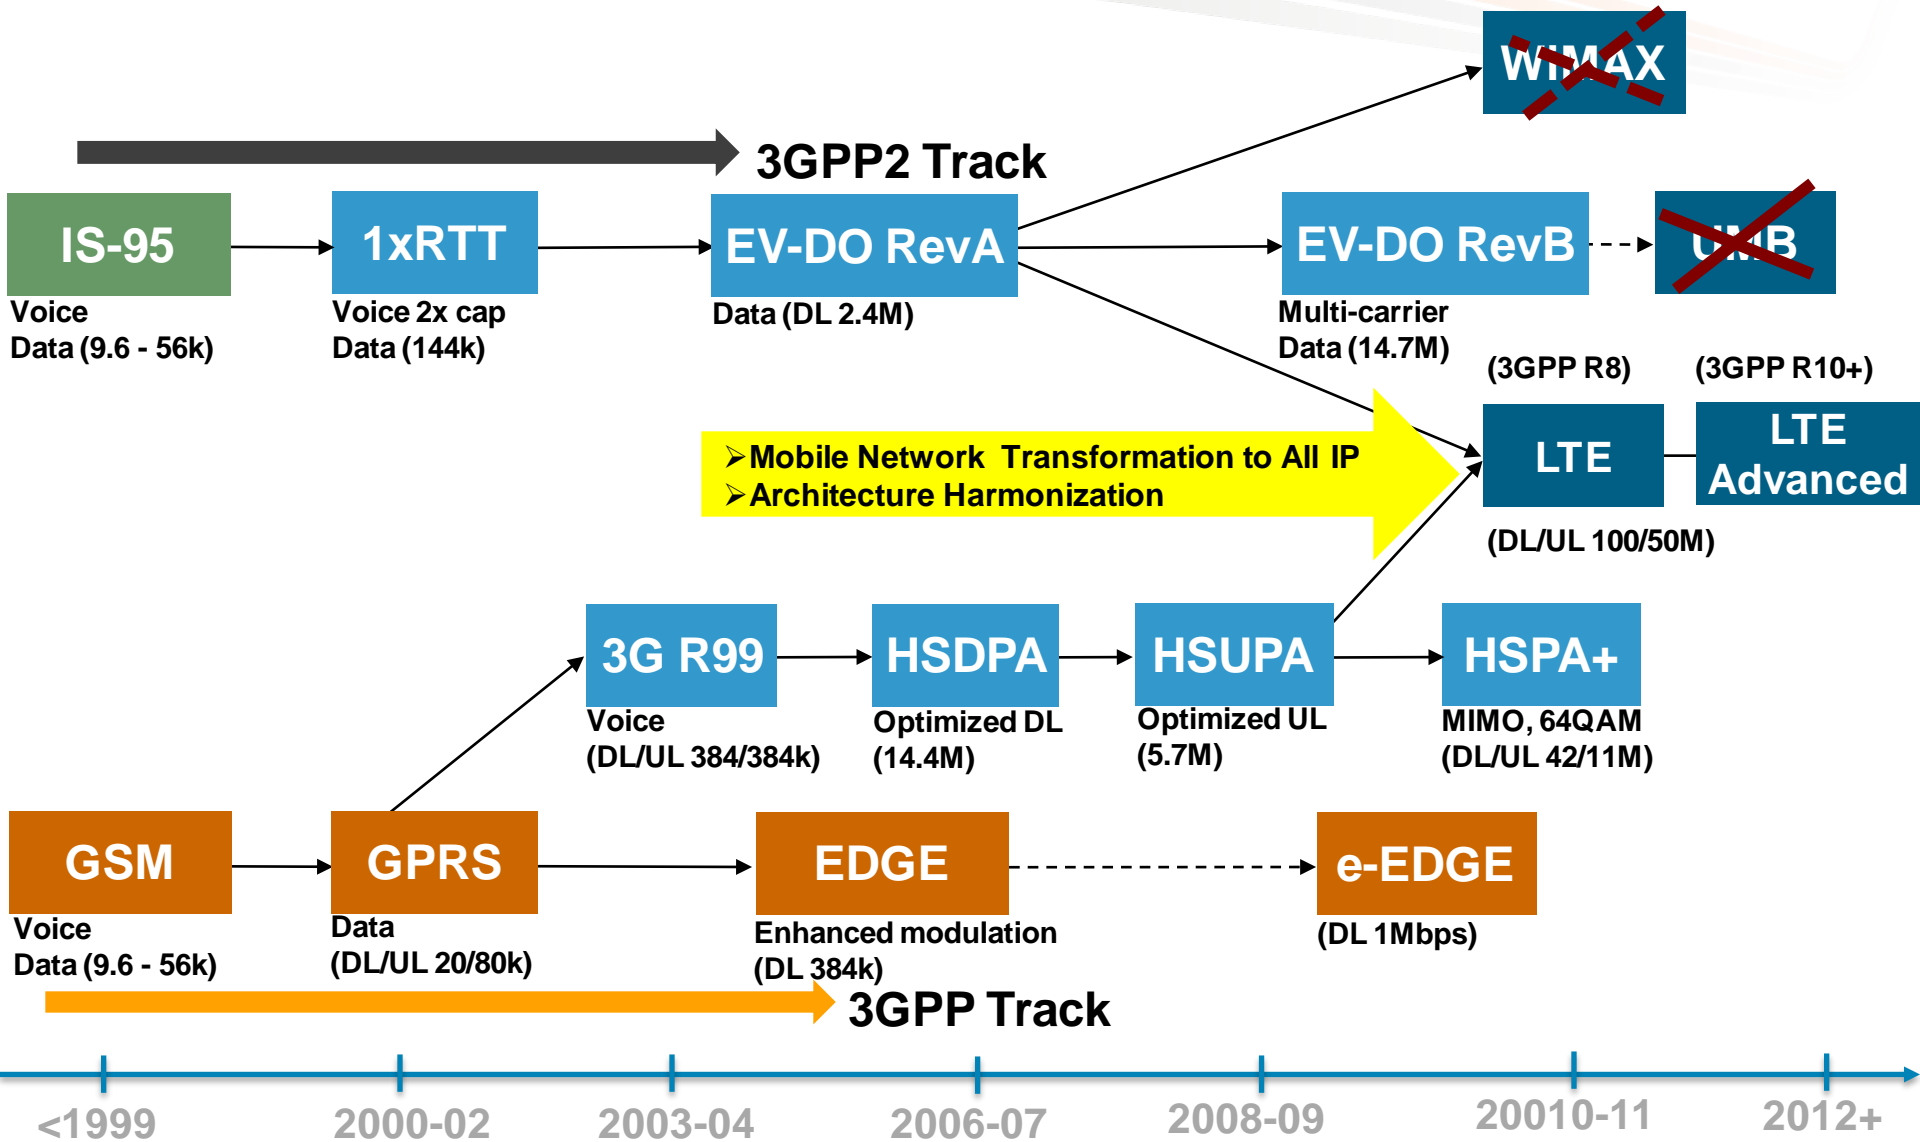 WIMAX
3GPP2 Track
IS-95
1xRTT
EV-DO RevA
EV-DO RevB
UMB
Voice
Data (9.6 - 56k)
Voice 2x cap
Data (144k)
Data (DL 2.4M)
Multi-carrier
Data (14.7M)
(3GPP R8)
(3GPP R10+)
➢Mobile Network  Transformation to All IP
➢Architecture Harmonization
LTE
LTE
Advanced
(DL/UL 100/50M)
3G R99
HSDPA
HSUPA
HSPA+
Voice
(DL/UL 384/384k)
Optimized DL
(14.4M)
Optimized UL
(5.7M)
MIMO, 64QAM
(DL/UL 42/11M)
GSM
GPRS
EDGE
e-EDGE
Voice
Data (9.6 - 56k)
Data
(DL/UL 20/80k)
Enhanced modulation
(DL 384k)
(DL 1Mbps)
3GPP Track
<1999
2000-02
2003-04
2006-07
2008-09
20010-11
2012+